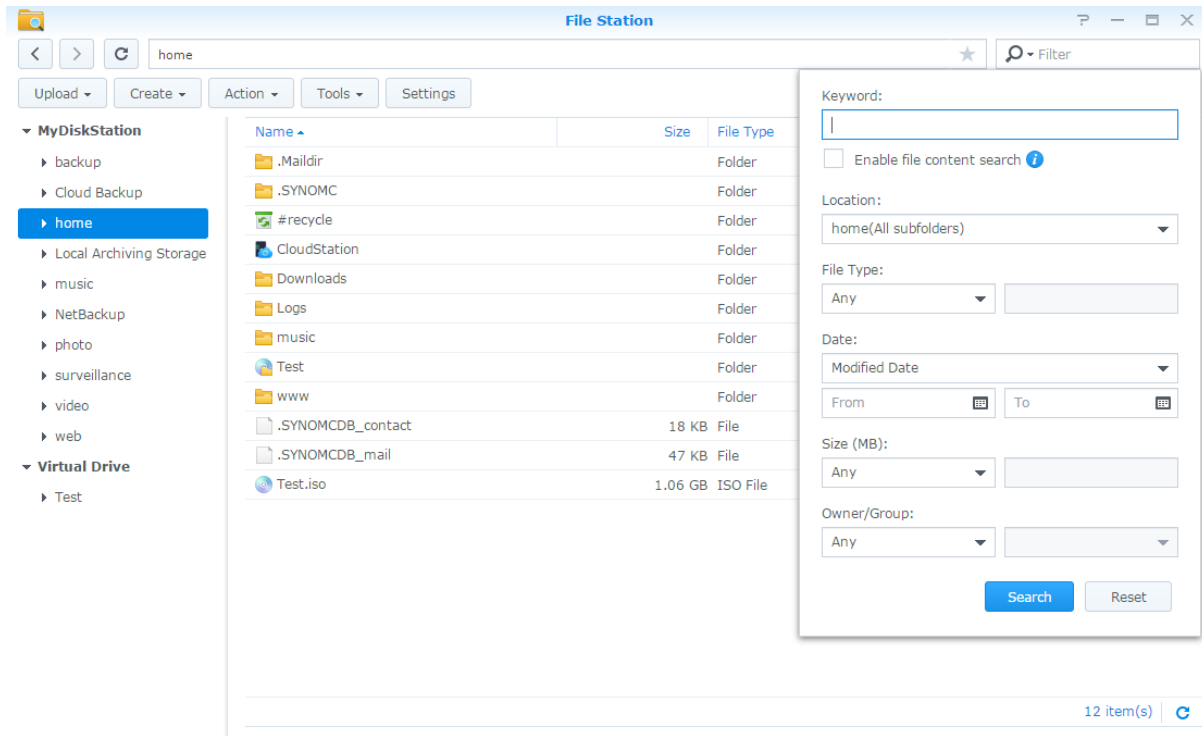 File Station
home
Filter
Upload Create Action Tools Settings
MyDiskStation
backup
Cloud Backup
home
Local Archiving Storage
music
NetBackup
photo
surveillance
video
web
Virtual Drive
Test
Name Size File Type
.Maildir Folder
.SYNOMC Folder
#recycle Folder
CloudStation Folder
Downloads Folder
Logs Folder
music Folder
Test Folder
www Folder
.SYNOMCDB_contact 18 KB File
.SYNOMCDB_mail 47 KB File
Test.iso 1.06 GB ISO File
Keyword:
Enable file content search
Location:
home(All subfolders)
File Type:
Any
Date:
Modified Date
From To
Size (MB):
Any
Owner/Group:
Any
Search Reset
12 item(s)